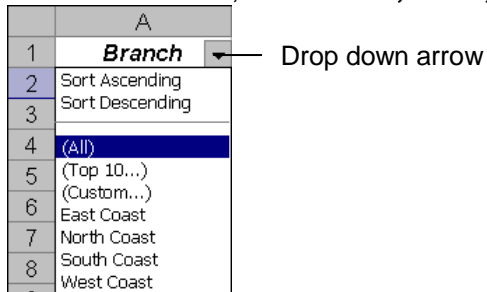 A
1 Branch Drop down arrow
2 Sort Ascending
3 Sort Descending
4 (All)
5 (Top 10...)
(Custom...)
6 East Coast
7 North Coast
8 South Coast
West Coast